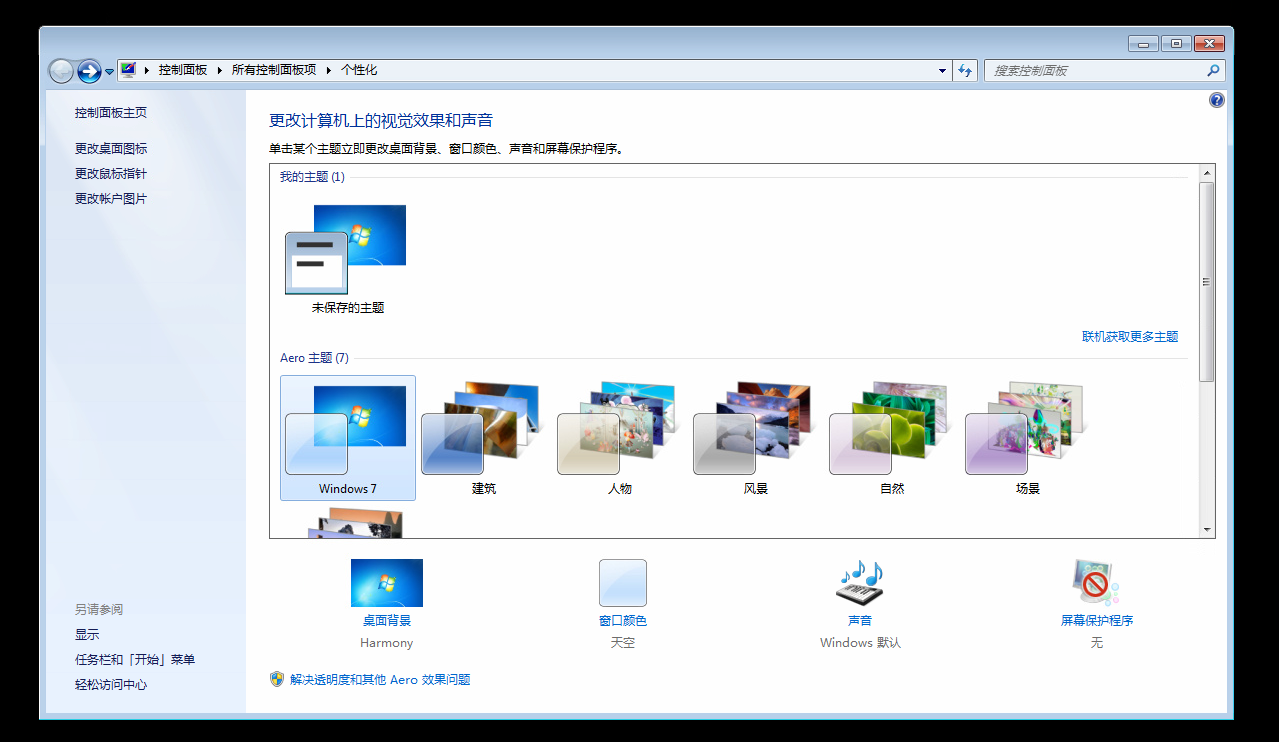 控制面板 所有控制面板项 个性化
搜索控制面板
控制面板主页
更改桌面图标
更改鼠标指针
更改帐户图片
更改计算机上的视觉效果和声音
单击某个主题立即更改桌面背景、窗口颜色、声音和屏幕保护程序。
我的主题 (1)
未保存的主题
联机获取更多主题
Aero 主题 (7)
Windows 7 建筑 人物 风景 自然 场景
桌面背景 窗口颜色 声音 屏幕保护程序
Harmony 天空 Windows 默认 无
解决透明度和其他 Aero 效果问题
另请参阅
显示
任务栏和「开始」菜单
轻松访问中心